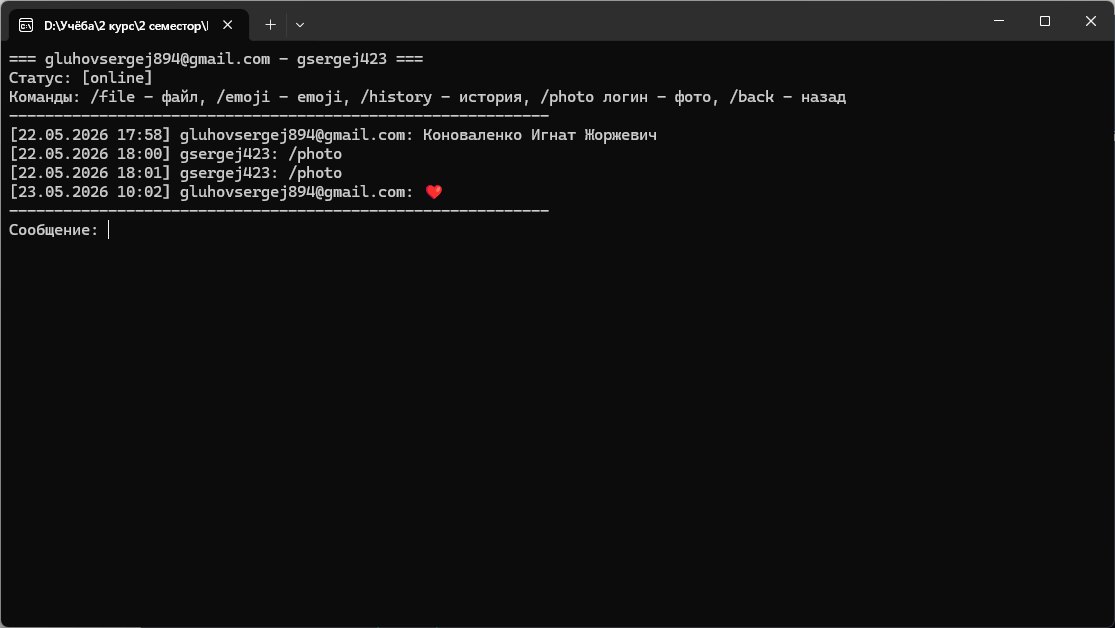 D:\Учёба\2 курс\2 семестор\
=== gluhovsergej894@gmail.com - gsergej423 ===
Статус: [online]
Команды: /file - файл, /emoji - emoji, /history - история, /photo логин - фото, /back - назад
------------------------------------------------------------
[22.05.2026 17:58] gluhovsergej894@gmail.com: Коноваленко Игнат Жоржевич
[22.05.2026 18:00] gsergej423: /photo
[22.05.2026 18:01] gsergej423: /photo
[23.05.2026 10:02] gluhovsergej894@gmail.com: ❤️
------------------------------------------------------------
Сообщение: